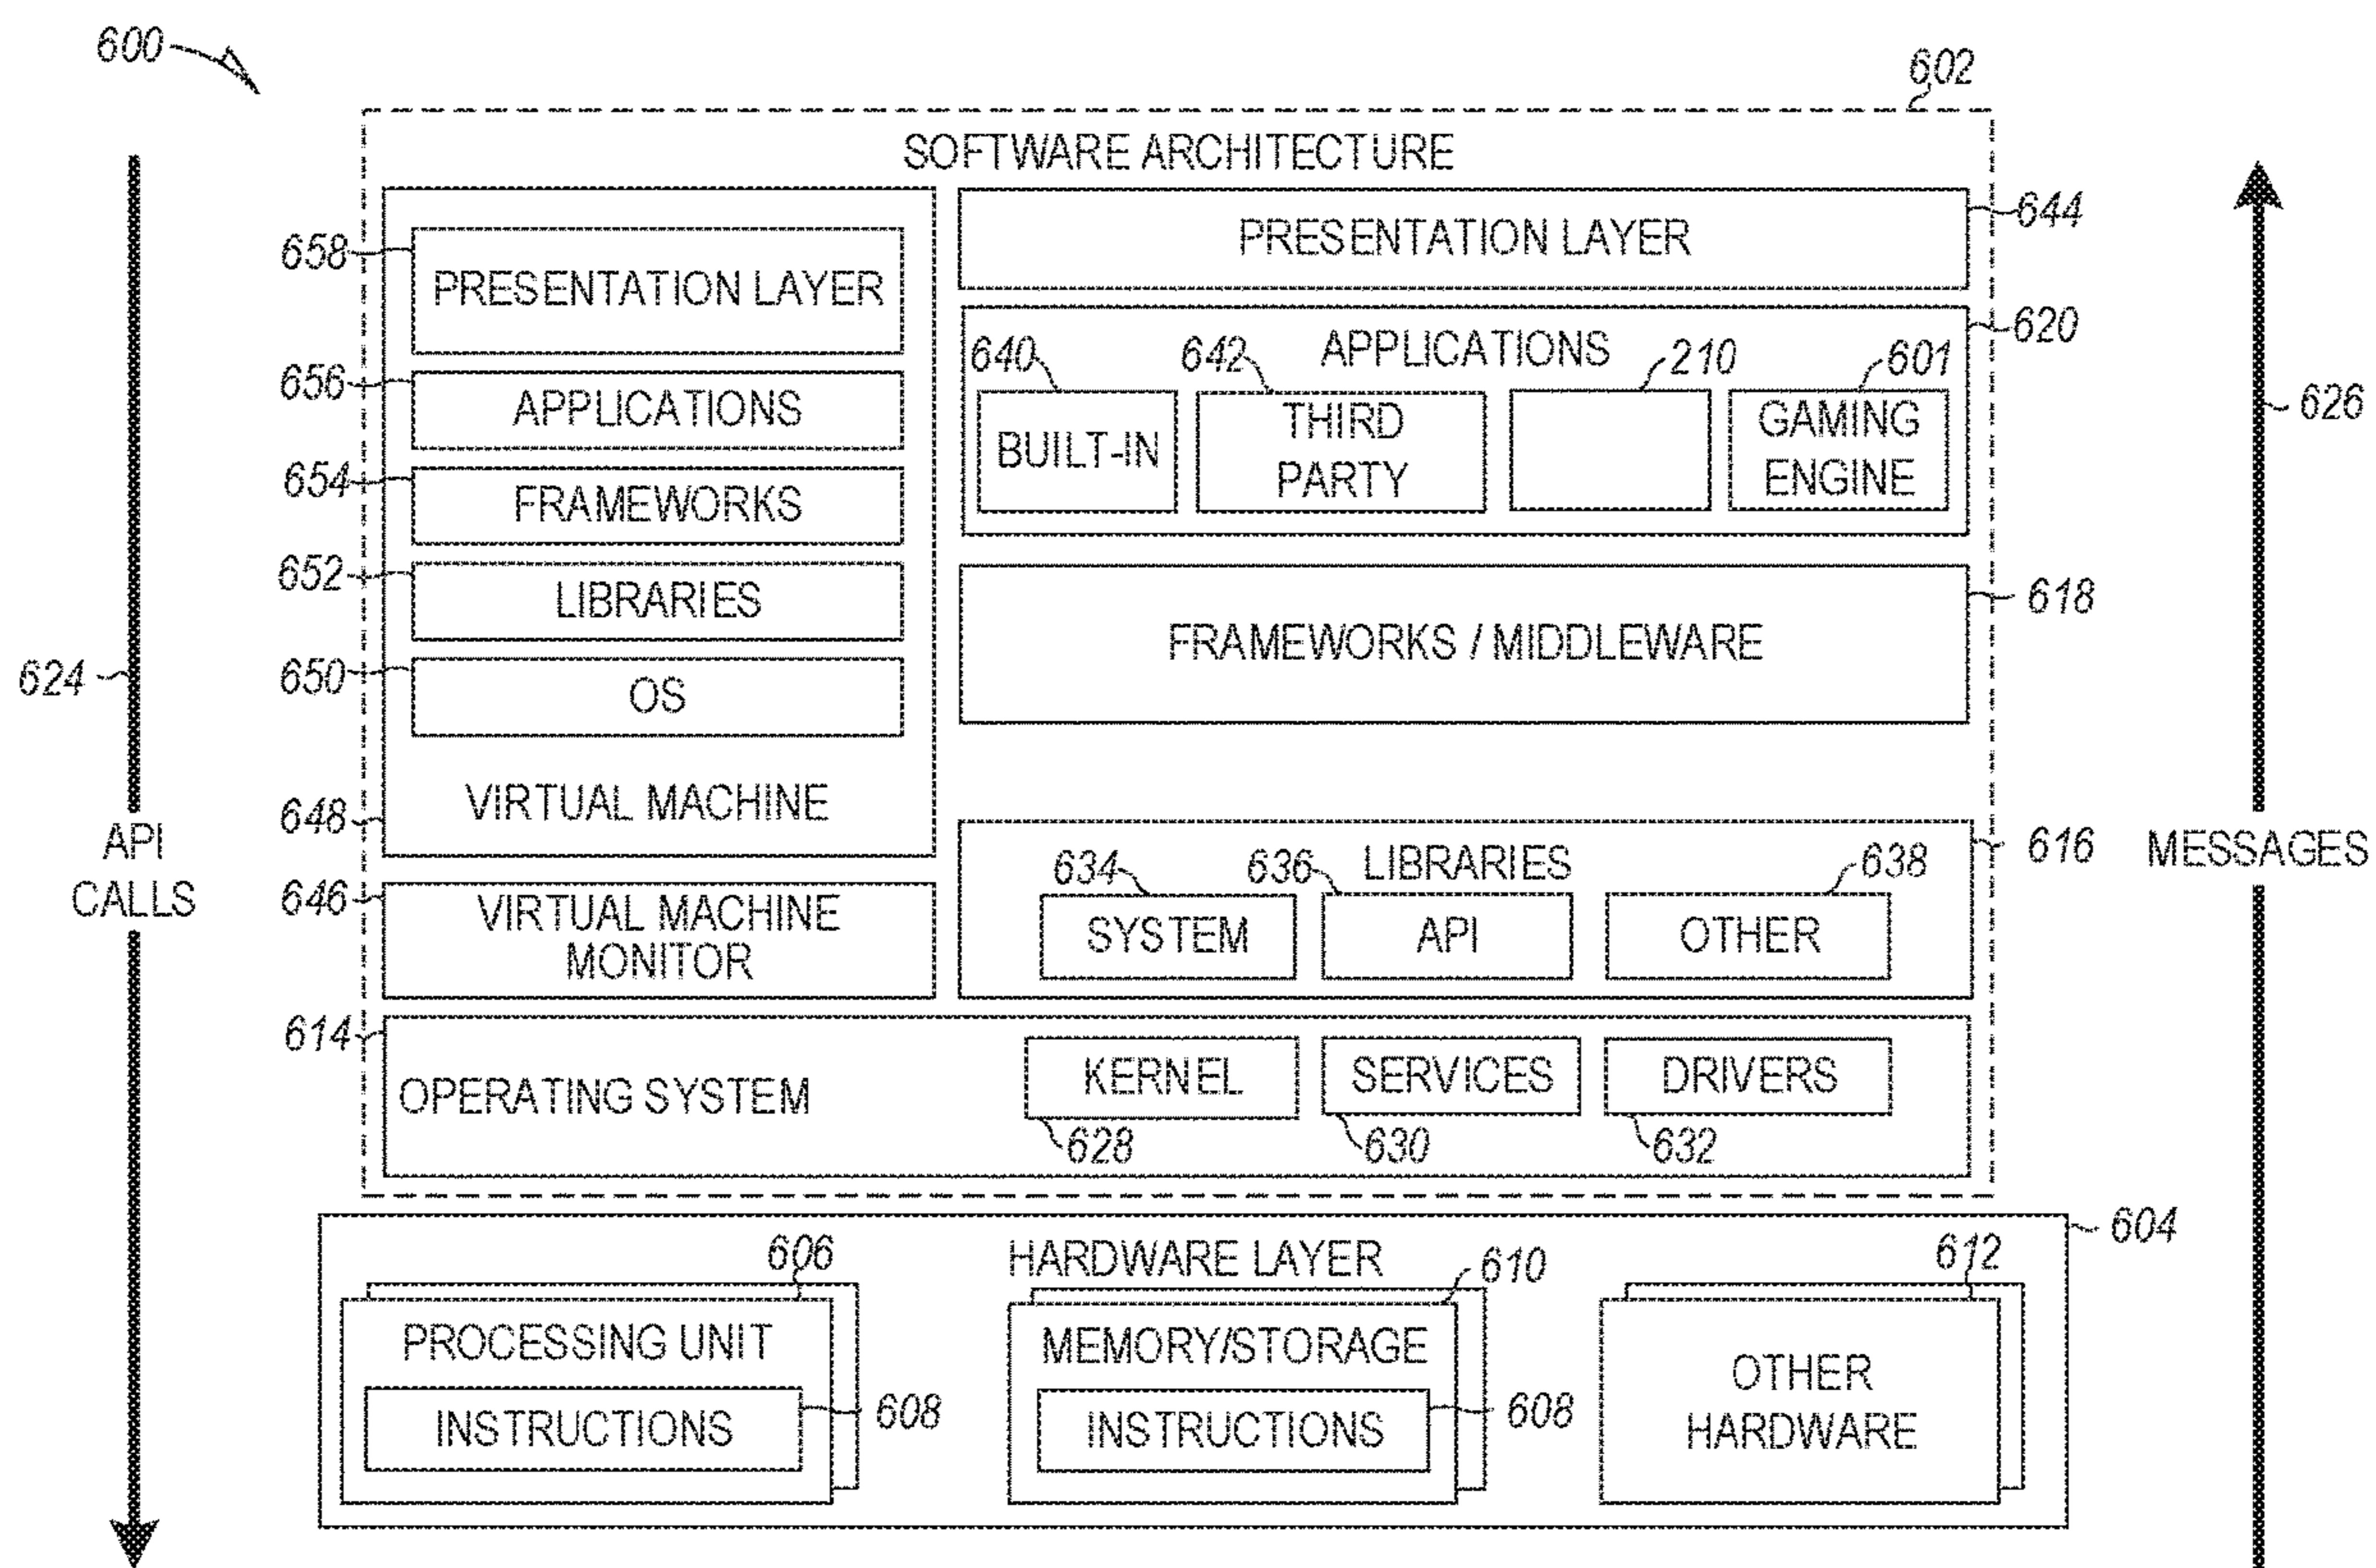 600
602
SOFTWARE ARCHITECTURE
658
PRESENTATION LAYER
656
APPLICATIONS
654
FRAMEWORKS
652
LIBRARIES
650
OS
648
VIRTUAL MACHINE
646
VIRTUAL MACHINE
MONITOR
PRESENTATION LAYER
644
APPLICATIONS
620
640
BUILT-IN
642
THIRD
PARTY
210
601
GAMING
ENGINE
FRAMEWORKS / MIDDLEWARE
618
LIBRARIES
616
634
SYSTEM
636
API
638
OTHER
614
OPERATING SYSTEM
KERNEL
628
SERVICES
630
DRIVERS
632
HARDWARE LAYER
604
606
PROCESSING UNIT
INSTRUCTIONS
608
610
MEMORY/STORAGE
INSTRUCTIONS
608
612
OTHER
HARDWARE
624
API
CALLS
626
MESSAGES